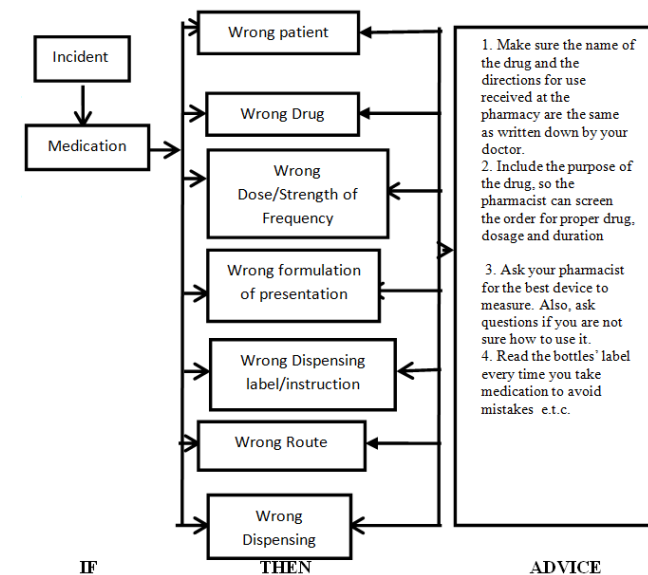 Incident
Medication
Wrong patient
Wrong Drug
Wrong
Dose/Strength of
Frequency
Wrong formulation
of presentation
Wrong Dispensing
label/instruction
Wrong Route
Wrong
Dispensing
1. Make sure the name of
the drug and the
directions for use
received at the
pharmacy are the same
as written down by your
doctor.
2. Include the purpose of
the drug, so the
pharmacist can screen
the order for proper drug,
dosage and duration
3. Ask your pharmacist
for the best device to
measure. Also, ask
questions if you are not
sure how to use it.
4. Read the bottles’ label
every time you take
medication to avoid
mistakes e.t.c.
IF
THEN
ADVICE